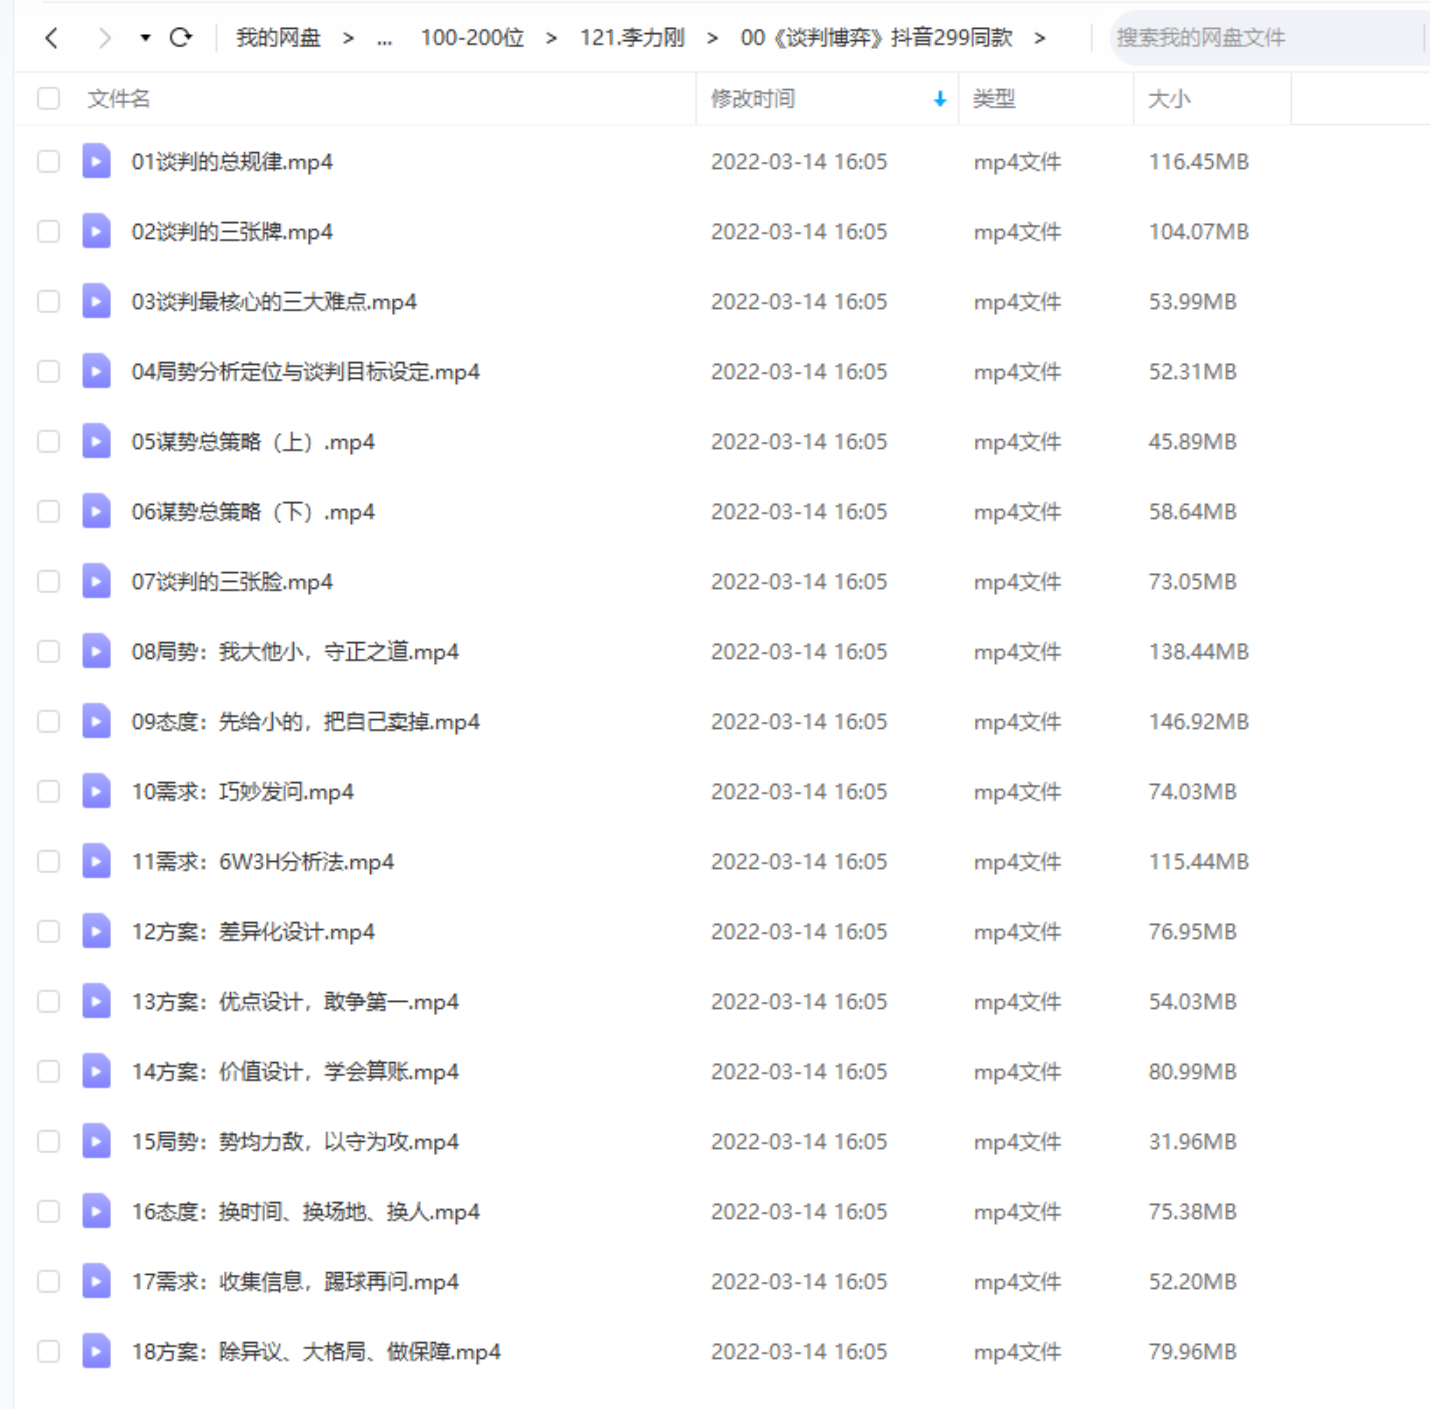 我的网盘 > ... 100-200位 > 121.李力刚 > 00《谈判博弈》抖音299同款 > 搜索我的网盘文件
文件名 修改时间 类型 大小
01谈判的总规律.mp4 2022-03-14 16:05 mp4文件 116.45MB
02谈判的三张牌.mp4 2022-03-14 16:05 mp4文件 104.07MB
03谈判最核心的三大难点.mp4 2022-03-14 16:05 mp4文件 53.99MB
04局势分析定位与谈判目标设定.mp4 2022-03-14 16:05 mp4文件 52.31MB
05谋势总策略（上）.mp4 2022-03-14 16:05 mp4文件 45.89MB
06谋势总策略（下）.mp4 2022-03-14 16:05 mp4文件 58.64MB
07谈判的三张脸.mp4 2022-03-14 16:05 mp4文件 73.05MB
08局势：我大他小，守正之道.mp4 2022-03-14 16:05 mp4文件 138.44MB
09态度：先给小的，把自己卖掉.mp4 2022-03-14 16:05 mp4文件 146.92MB
10需求：巧妙发问.mp4 2022-03-14 16:05 mp4文件 74.03MB
11需求：6W3H分析法.mp4 2022-03-14 16:05 mp4文件 115.44MB
12方案：差异化设计.mp4 2022-03-14 16:05 mp4文件 76.95MB
13方案：优点设计，敢争第一.mp4 2022-03-14 16:05 mp4文件 54.03MB
14方案：价值设计，学会算账.mp4 2022-03-14 16:05 mp4文件 80.99MB
15局势：势均力敌，以守为攻.mp4 2022-03-14 16:05 mp4文件 31.96MB
16态度：换时间、换场地、换人.mp4 2022-03-14 16:05 mp4文件 75.38MB
17需求：收集信息，踢球再问.mp4 2022-03-14 16:05 mp4文件 52.20MB
18方案：除异议、大格局、做保障.mp4 2022-03-14 16:05 mp4文件 79.96MB